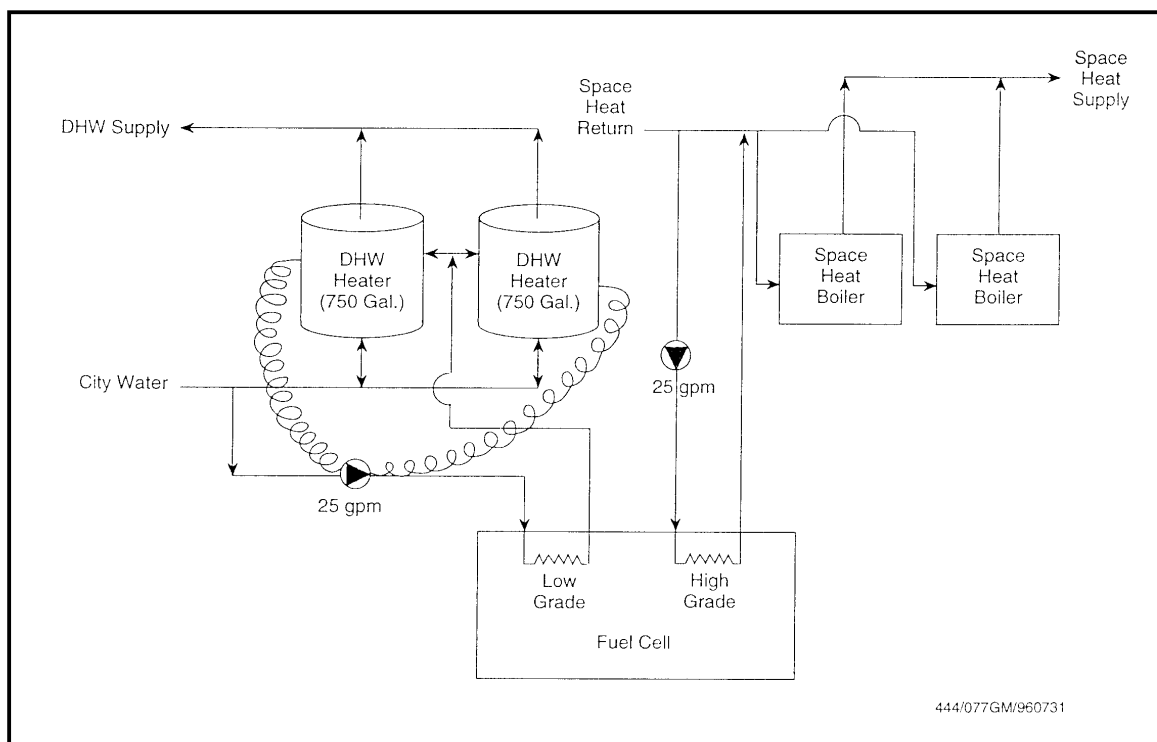 Space
Heat
Supply
Space
Heat
Return
DHW Supply
DHW
Heater
(750 Gal.)
DHW
Heater
(750 Gal.)
Space
Heat
Boiler
Space
Heat
Boiler
City Water
25 gpm
25 gpm
Low
Grade
High
Grade
Fuel Cell
444/077GM/960731